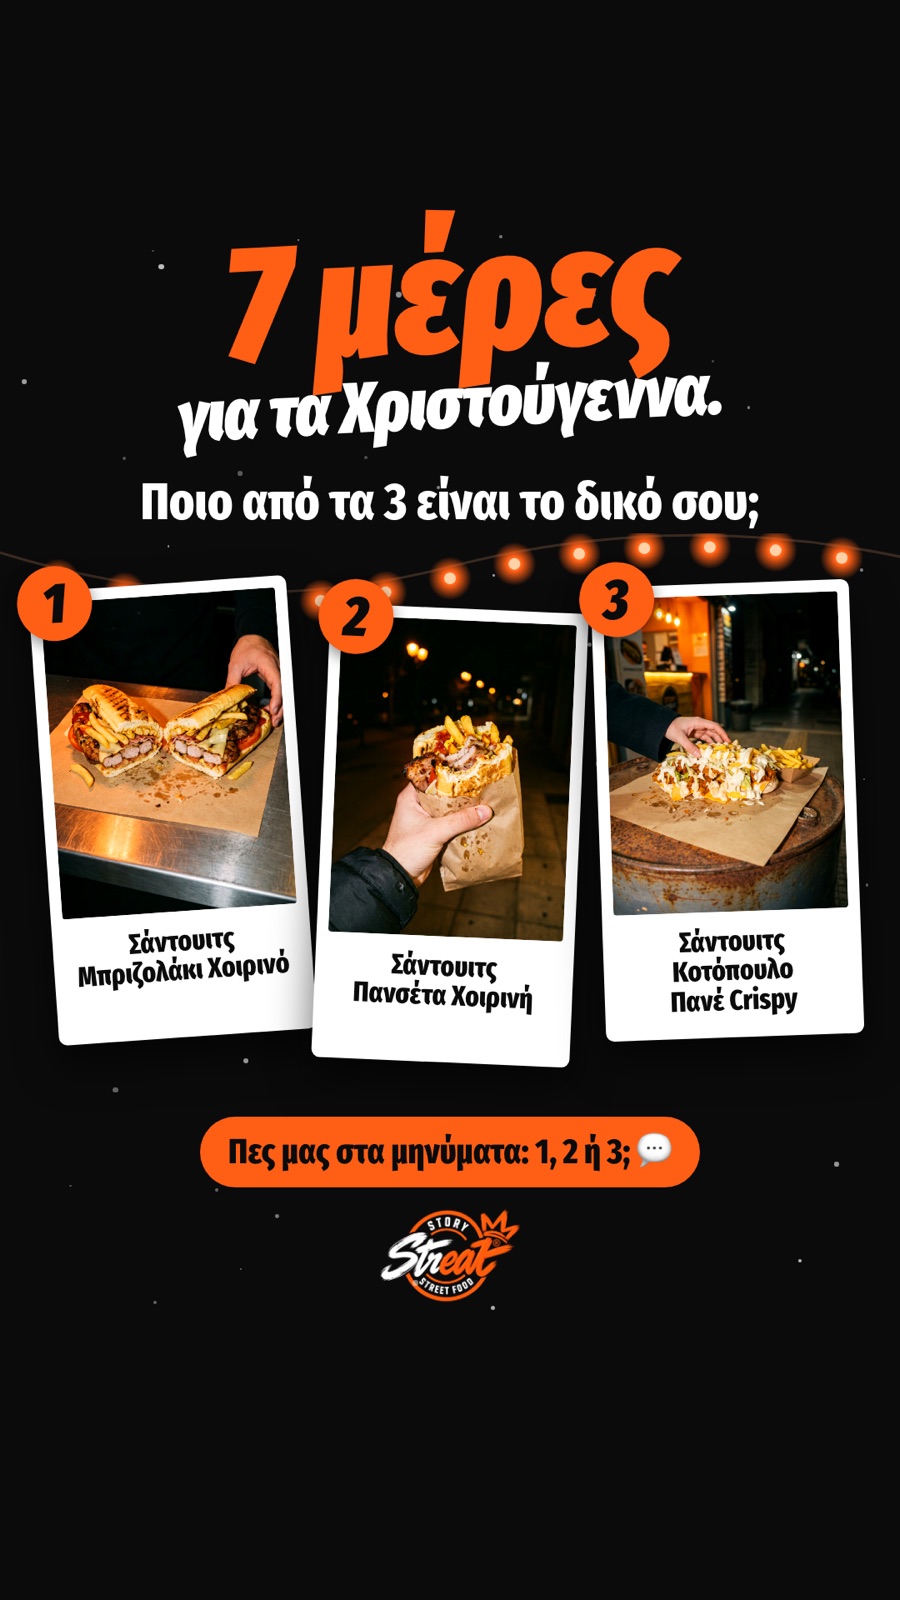 7 μέρες
για τα Χριστούγεννα.
Ποιο από τα 3 είναι το δικό σου;
1
2
3
Σάντουιτς
Μπριζολάκι Χοιρινό
Σάντουιτς
Πανσέτα Χοιρινή
Σάντουιτς
Κοτόπουλο
Πανέ Crispy
Πες μας στα μηνύματα: 1, 2 ή 3; 💬
STORY
Streat
STREET FOOD